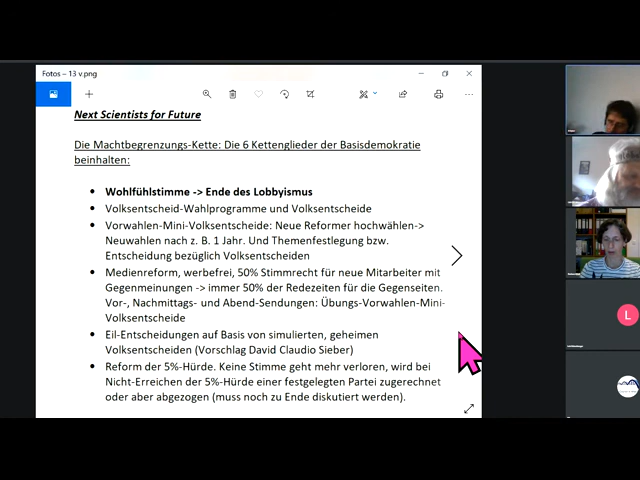 Fotos – 13 v.png
Next Scientists for Future
Die Machtbegrenzungs-Kette: Die 6 Kettenglieder der Basisdemokratie
beinhalten:
• Wohlfühlstimme -> Ende des Lobbyismus
• Volksentscheid-Wahlprogramme und Volksentscheide
• Vorwahlen-Mini-Volksentscheide: Neue Reformer hochwählen->
Neuwahlen nach z. B. 1 Jahr. Und Themenfestlegung bzw.
Entscheidung bezüglich Volksentscheiden
• Medienreform, werbefrei, 50% Stimmrecht für neue Mitarbeiter mit
Gegenmeinungen -> immer 50% der Redezeiten für die Gegenseiten.
Vor-, Nachmittags- und Abend-Sendungen: Übungs-Vorwahlen-Mini-
Volksentscheide
• Eil-Entscheidungen auf Basis von simulierten, geheimen
Volksentscheiden (Vorschlag David Claudio Sieber)
• Reform der 5%-Hürde. Keine Stimme geht mehr verloren, wird bei
Nicht-Erreichen der 5%-Hürde einer festgelegten Partei zugerechnet
oder aber abgezogen (muss noch zu Ende diskutiert werden).
L